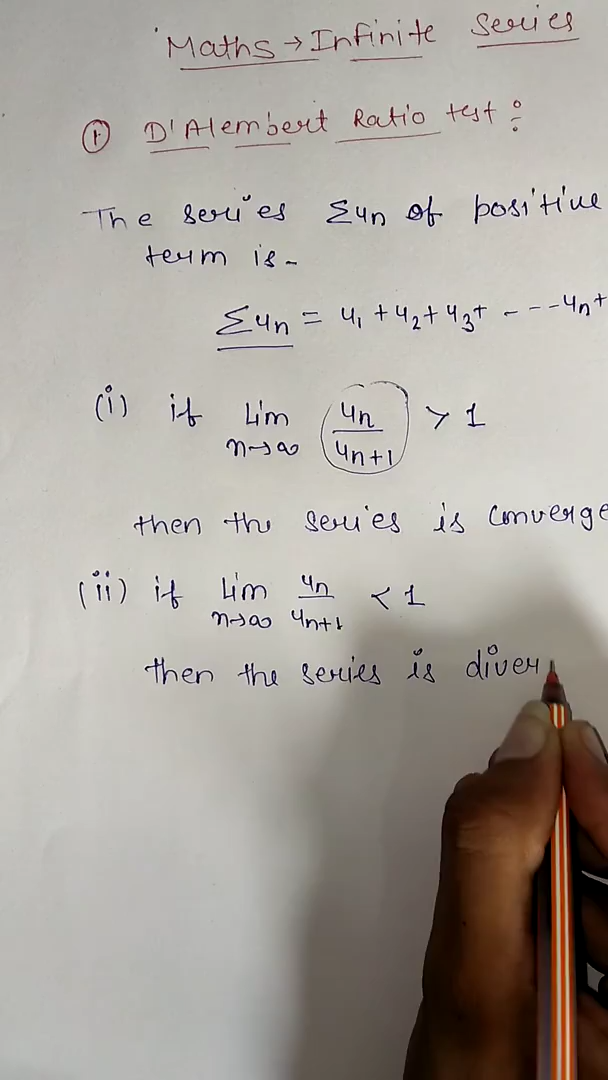 Maths → Infinite Series
① D'Alembert Ratio test :
The series Σun of positive
term is -
Σun = u1 + u2 + u3 + - - - un +
(i) if Lim n→∞ un/un+1 > 1
then the series is converge
(ii) if Lim n→∞ un/un+1 < 1
then the series is diver